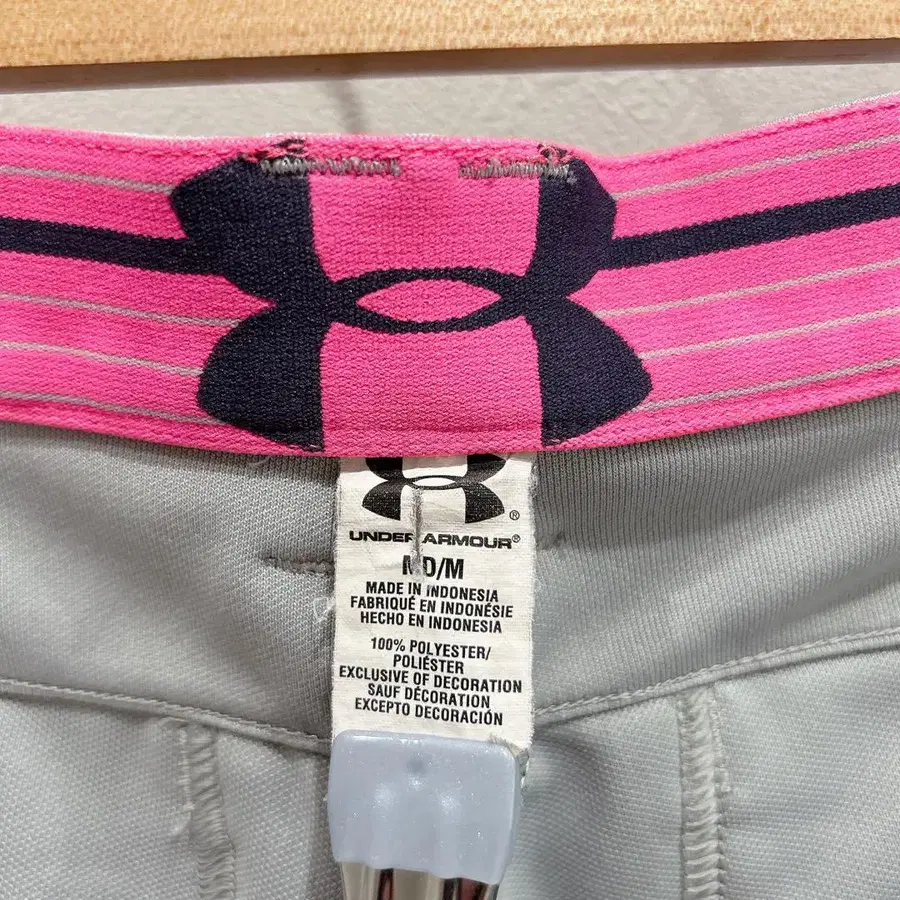 ®
UNDER ARMOUR®
MD/M
MADE IN INDONESIA
FABRIQUÉ EN INDONÉSIE
HECHO EN INDONESIA
100% POLYESTER/
POLIÉSTER
EXCLUSIVE OF DECORATION
SAUF DÉCORATION
EXCEPTO DECORACIÓN